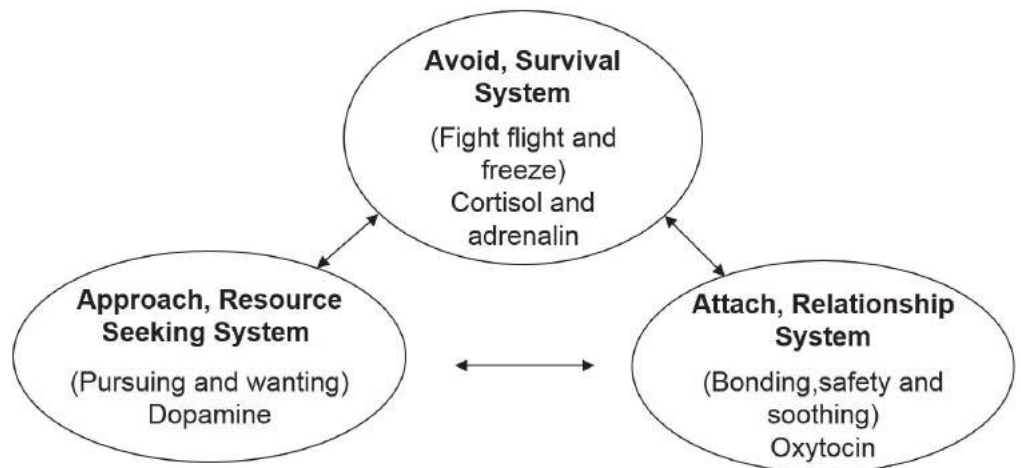 Avoid, Survival
System
(Fight flight and
freeze)
Cortisol and
adrenalin
Approach, Resource
Seeking System
(Pursuing and wanting)
Dopamine
Attach, Relationship
System
(Bonding,safety and
soothing)
Oxytocin